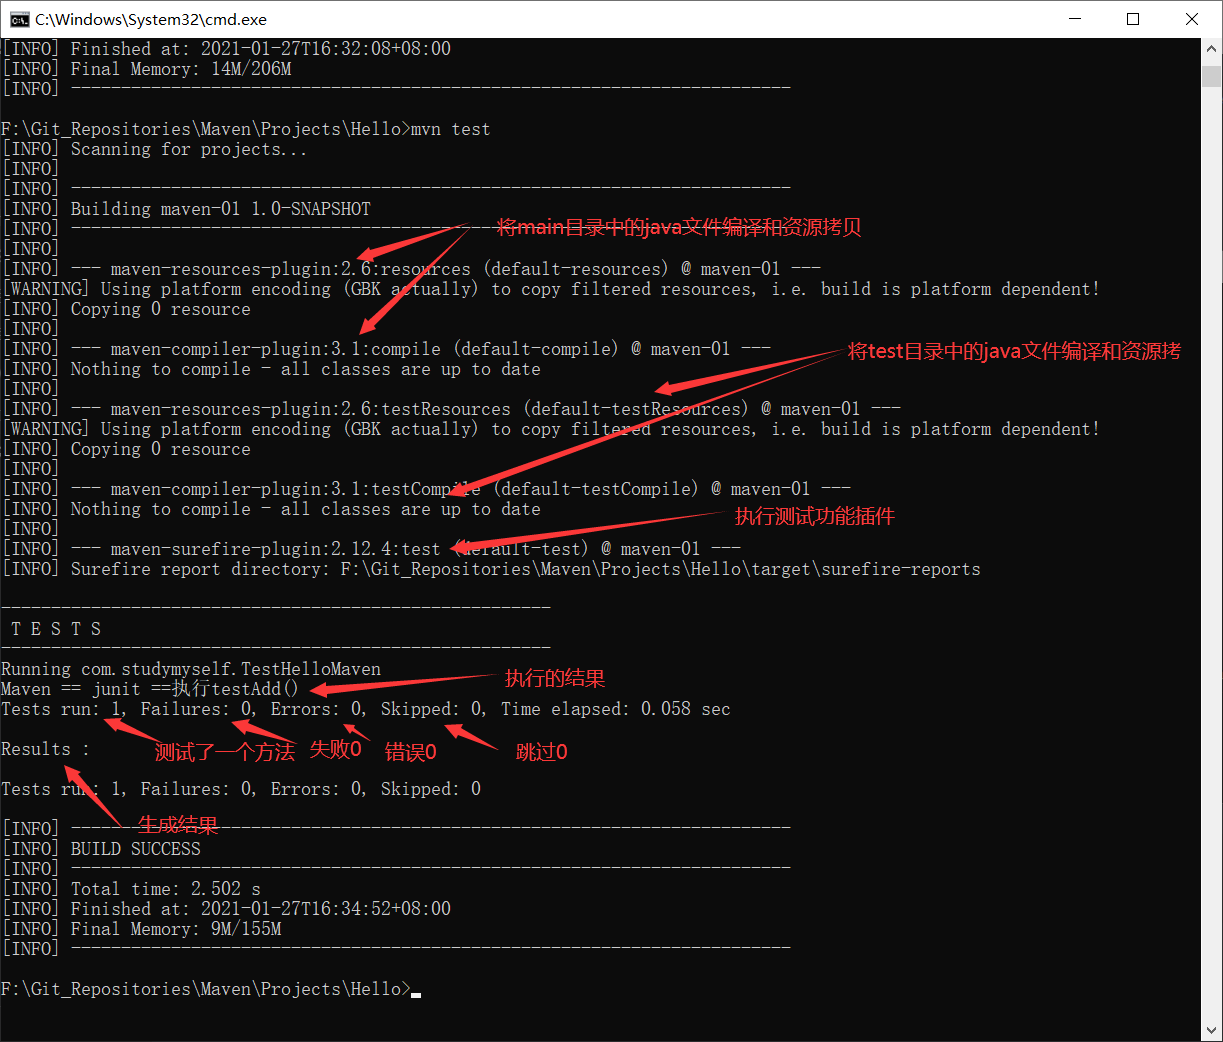 C:\Windows\System32\cmd.exe
[INFO] Finished at: 2021-01-27T16:32:08+08:00
[INFO] Final Memory: 14M/206M
[INFO] ------------------------------------------------------------------------
F:\Git_Repositories\Maven\Projects\Hello>mvn test
[INFO] Scanning for projects...
[INFO]
[INFO] ------------------------------------------------------------------------
[INFO] Building maven-01 1.0-SNAPSHOT
[INFO] ------------------------------------------------------------------------
将main目录中的java文件编译和资源拷贝
[INFO]
[INFO] --- maven-resources-plugin:2.6:resources (default-resources) @ maven-01 ---
[WARNING] Using platform encoding (GBK actually) to copy filtered resources, i.e. build is platform dependent!
[INFO] Copying 0 resource
[INFO]
[INFO] --- maven-compiler-plugin:3.1:compile (default-compile) @ maven-01 ---
将test目录中的java文件编译和资源拷
[INFO] Nothing to compile - all classes are up to date
[INFO]
[INFO] --- maven-resources-plugin:2.6:testResources (default-testResources) @ maven-01 ---
[WARNING] Using platform encoding (GBK actually) to copy filtered resources, i.e. build is platform dependent!
[INFO] Copying 0 resource
[INFO]
[INFO] --- maven-compiler-plugin:3.1:testCompile (default-testCompile) @ maven-01 ---
[INFO] Nothing to compile - all classes are up to date
执行测试功能插件
[INFO]
[INFO] --- maven-surefire-plugin:2.12.4:test (default-test) @ maven-01 ---
[INFO] Surefire report directory: F:\Git_Repositories\Maven\Projects\Hello\target\surefire-reports
-------------------------------------------------------
T E S T S
-------------------------------------------------------
Running com.studymyself.TestHelloMaven
执行的结果
Maven == junit ==执行testAdd()
Tests run: 1, Failures: 0, Errors: 0, Skipped: 0, Time elapsed: 0.058 sec
测试了一个方法 失败0 错误0 跳过0
Results :
Tests run: 1, Failures: 0, Errors: 0, Skipped: 0
生成结果
[INFO] ------------------------------------------------------------------------
[INFO] BUILD SUCCESS
[INFO] ------------------------------------------------------------------------
[INFO] Total time: 2.502 s
[INFO] Finished at: 2021-01-27T16:34:52+08:00
[INFO] Final Memory: 9M/155M
[INFO] ------------------------------------------------------------------------
F:\Git_Repositories\Maven\Projects\Hello>